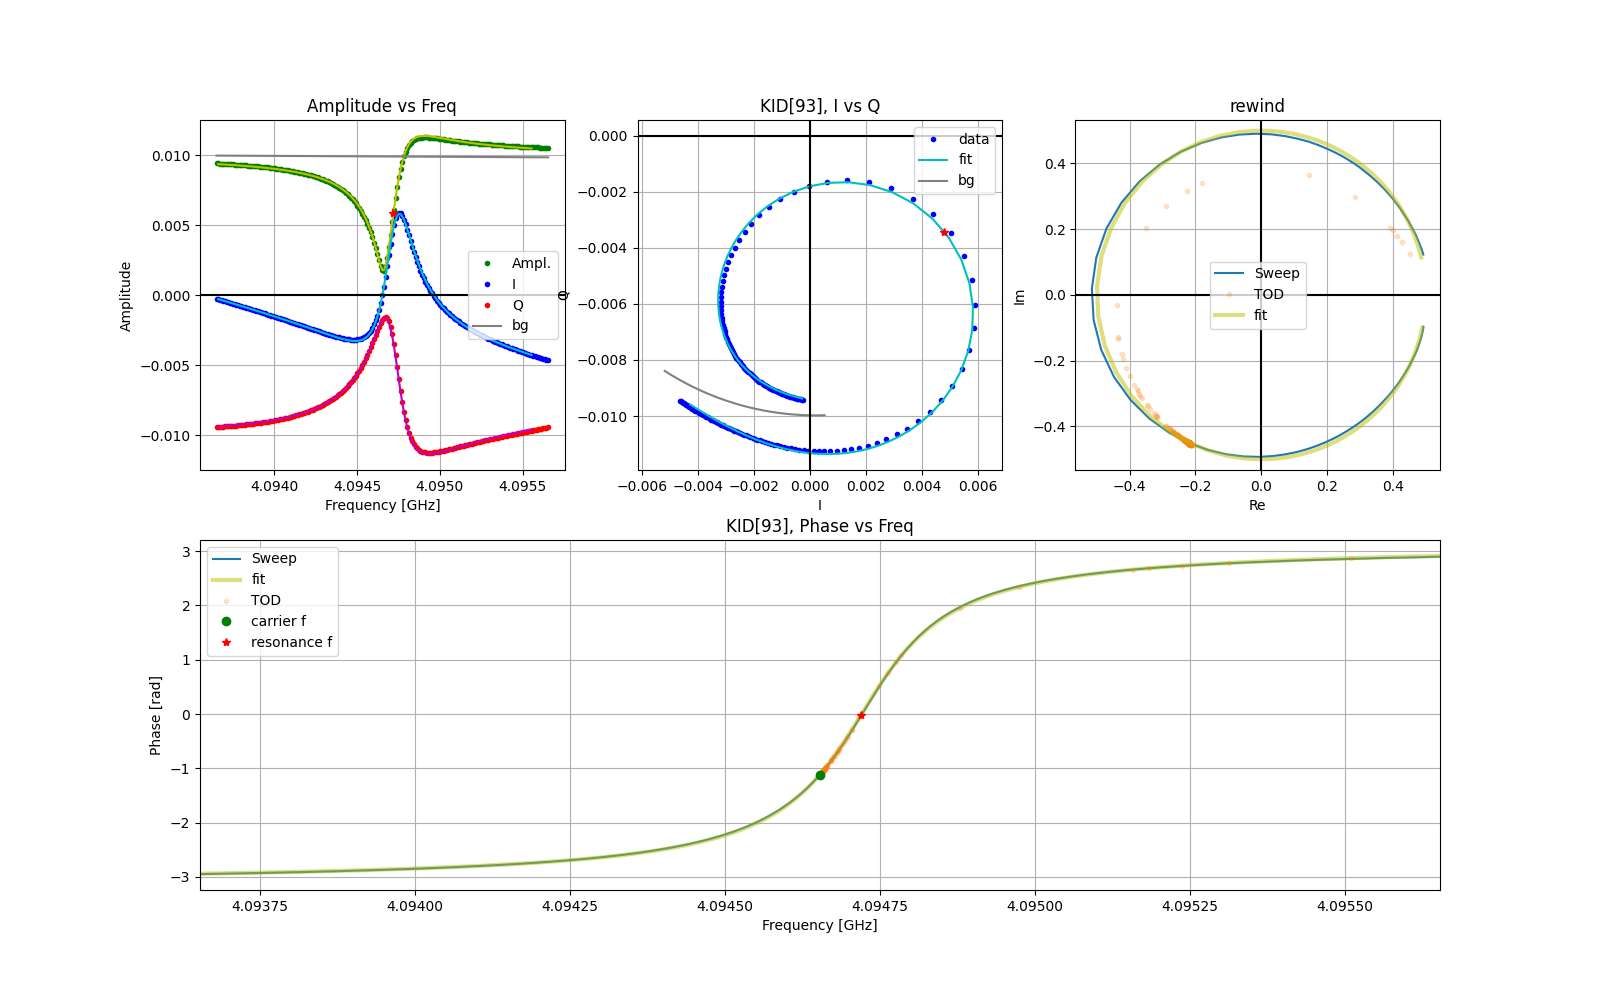 Amplitude vs Freq
Amplitude
0.010
0.005
0.000
−0.005
−0.010
Ampl.
I
Q
bg
4.0940 4.0945 4.0950 4.0955
Frequency [GHz]
KID[93], I vs Q
Q
0.000
−0.002
−0.004
−0.006
−0.008
−0.010
data
fit
bg
−0.006 −0.004 −0.002 0.000 0.002 0.004 0.006
I
rewind
Im
0.4
0.2
0.0
−0.2
−0.4
Sweep
TOD
fit
−0.4 −0.2 0.0 0.2 0.4
Re
KID[93], Phase vs Freq
Phase [rad]
3
2
1
0
−1
−2
−3
Sweep
fit
TOD
carrier f
resonance f
4.09375 4.09400 4.09425 4.09450 4.09475 4.09500 4.09525 4.09550
Frequency [GHz]